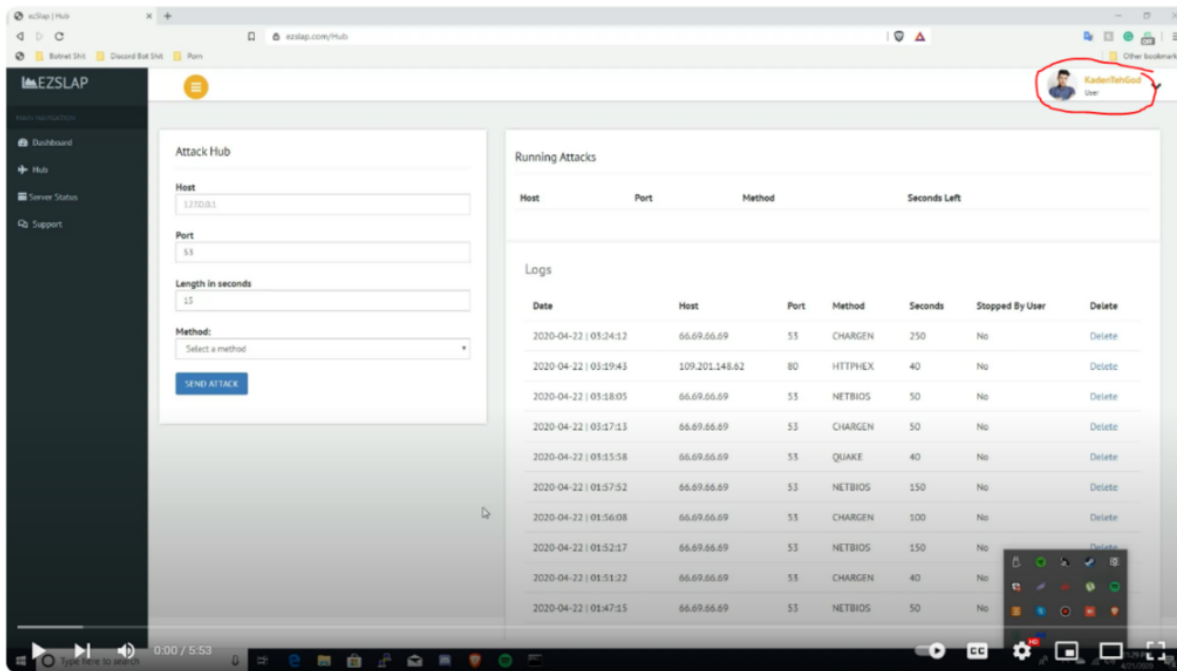 ezSlap | Hub
ezslap.com/Hub
Botnet Shit Discord Bot Shit Porn Other bookmarks
EZSLAP
KadenTehGod
User
MAIN NAVIGATION
Dashboard
Hub
Server Status
Support
Attack Hub
Host
127.0.0.1
Port
53
Length in seconds
15
Method:
Select a method
SEND ATTACK
Running Attacks
Host Port Method Seconds Left
Logs
Date Host Port Method Seconds Stopped By User Delete
2020-04-22 | 03:24:12 66.69.66.69 53 CHARGEN 250 No Delete
2020-04-22 | 03:19:43 109.201.148.62 80 HTTPHEX 40 No Delete
2020-04-22 | 03:18:05 66.69.66.69 53 NETBIOS 50 No Delete
2020-04-22 | 03:17:13 66.69.66.69 53 CHARGEN 50 No Delete
2020-04-22 | 03:15:58 66.69.66.69 53 QUAKE 40 No Delete
2020-04-22 | 01:57:52 66.69.66.69 53 NETBIOS 150 No Delete
2020-04-22 | 01:56:08 66.69.66.69 53 CHARGEN 100 No Delete
2020-04-22 | 01:52:17 66.69.66.69 53 NETBIOS 150 No Delete
2020-04-22 | 01:51:22 66.69.66.69 53 CHARGEN 40 No
2020-04-22 | 01:47:15 66.69.66.69 53 NETBIOS 50 No
0:00 / 5:53
CC
HD
Type here to search